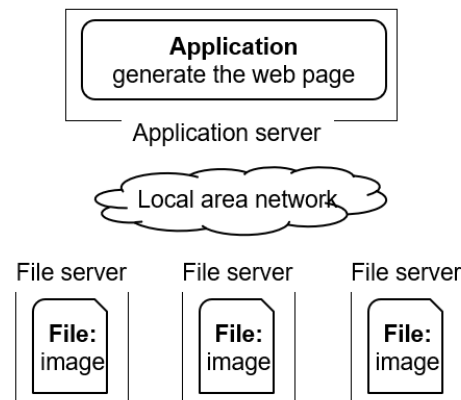 Application
generate the web page
Application server
Local area network
File server File server File server
File: File: File:
image image image